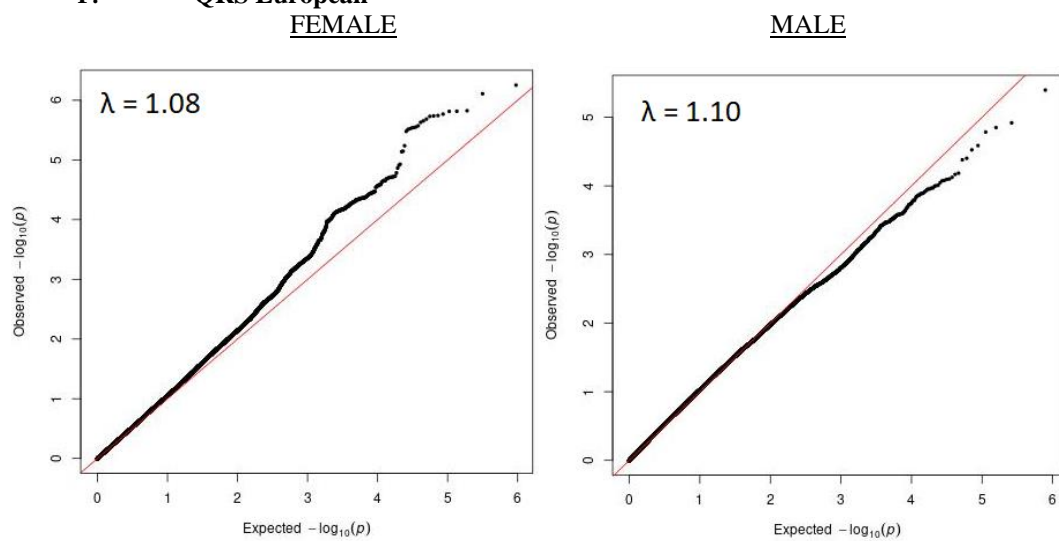 QRS European
FEMALE
MALE
λ = 1.08
Observed −log₁₀(p)
0
1
2
3
4
5
6
0 1 2 3 4 5 6
Expected −log₁₀(p)
λ = 1.10
Observed −log₁₀(p)
0
1
2
3
4
5
0 1 2 3 4 5 6
Expected −log₁₀(p)